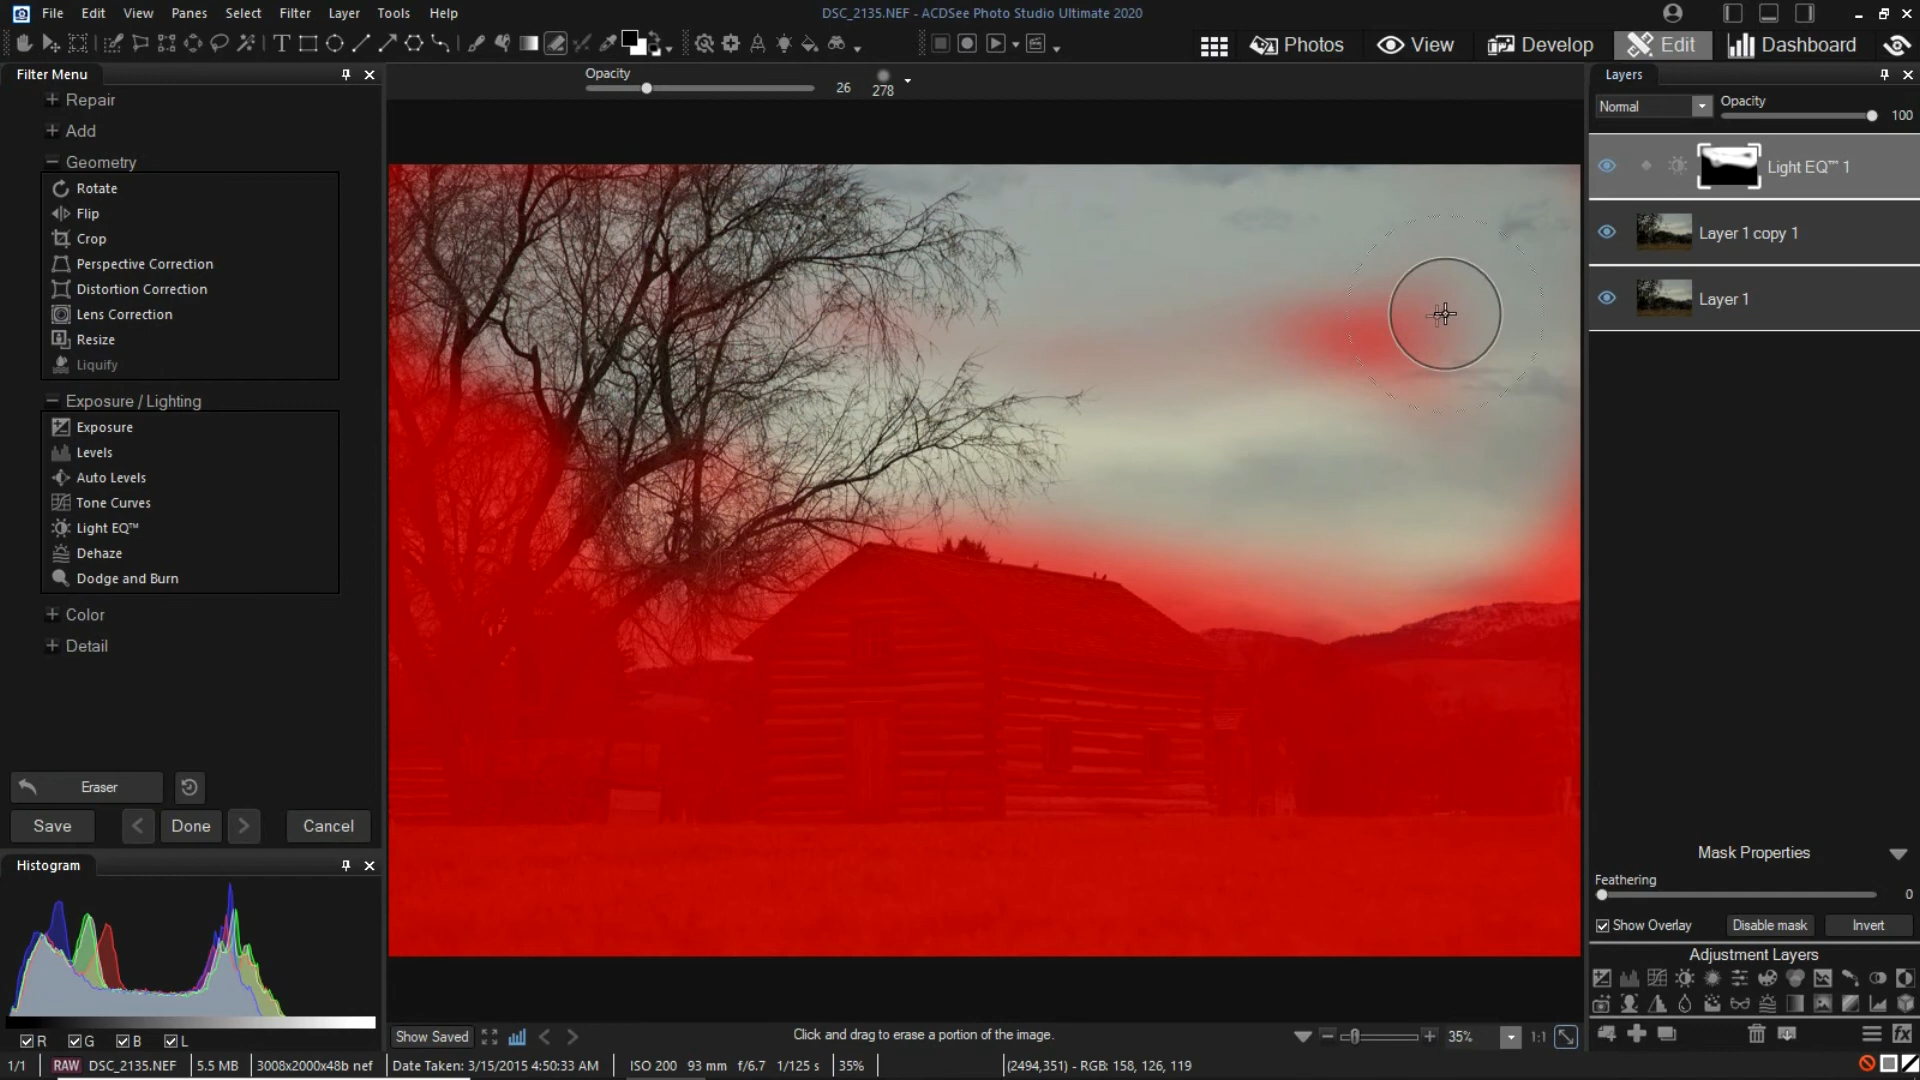 File Edit View Panes Select Filter Layer Tools Help
DSC_2135.NEF - ACDSee Photo Studio Ultimate 2020
Photos View Develop Edit Dashboard
Filter Menu
Opacity
26
278
Layers
Normal
Opacity
100
Repair
Add
Geometry
Rotate
Flip
Crop
Perspective Correction
Distortion Correction
Lens Correction
Resize
Liquify
Exposure / Lighting
Exposure
Levels
Auto Levels
Tone Curves
Light EQ™
Dehaze
Dodge and Burn
Color
Detail
Light EQ™ 1
Layer 1 copy 1
Layer 1
Eraser
Save
Done
Cancel
Histogram
R G B L
Mask Properties
Feathering
0
Show Overlay
Disable mask
Invert
Adjustment Layers
Show Saved
Click and drag to erase a portion of the image.
35%
1:1
1/1
RAW
DSC_2135.NEF
5.5 MB
3008x2000x48b nef
Date Taken: 3/15/2015 4:50:33 AM
ISO 200 93 mm f/6.7 1/125 s
35%
(2494,351) - RGB: 158, 126, 119